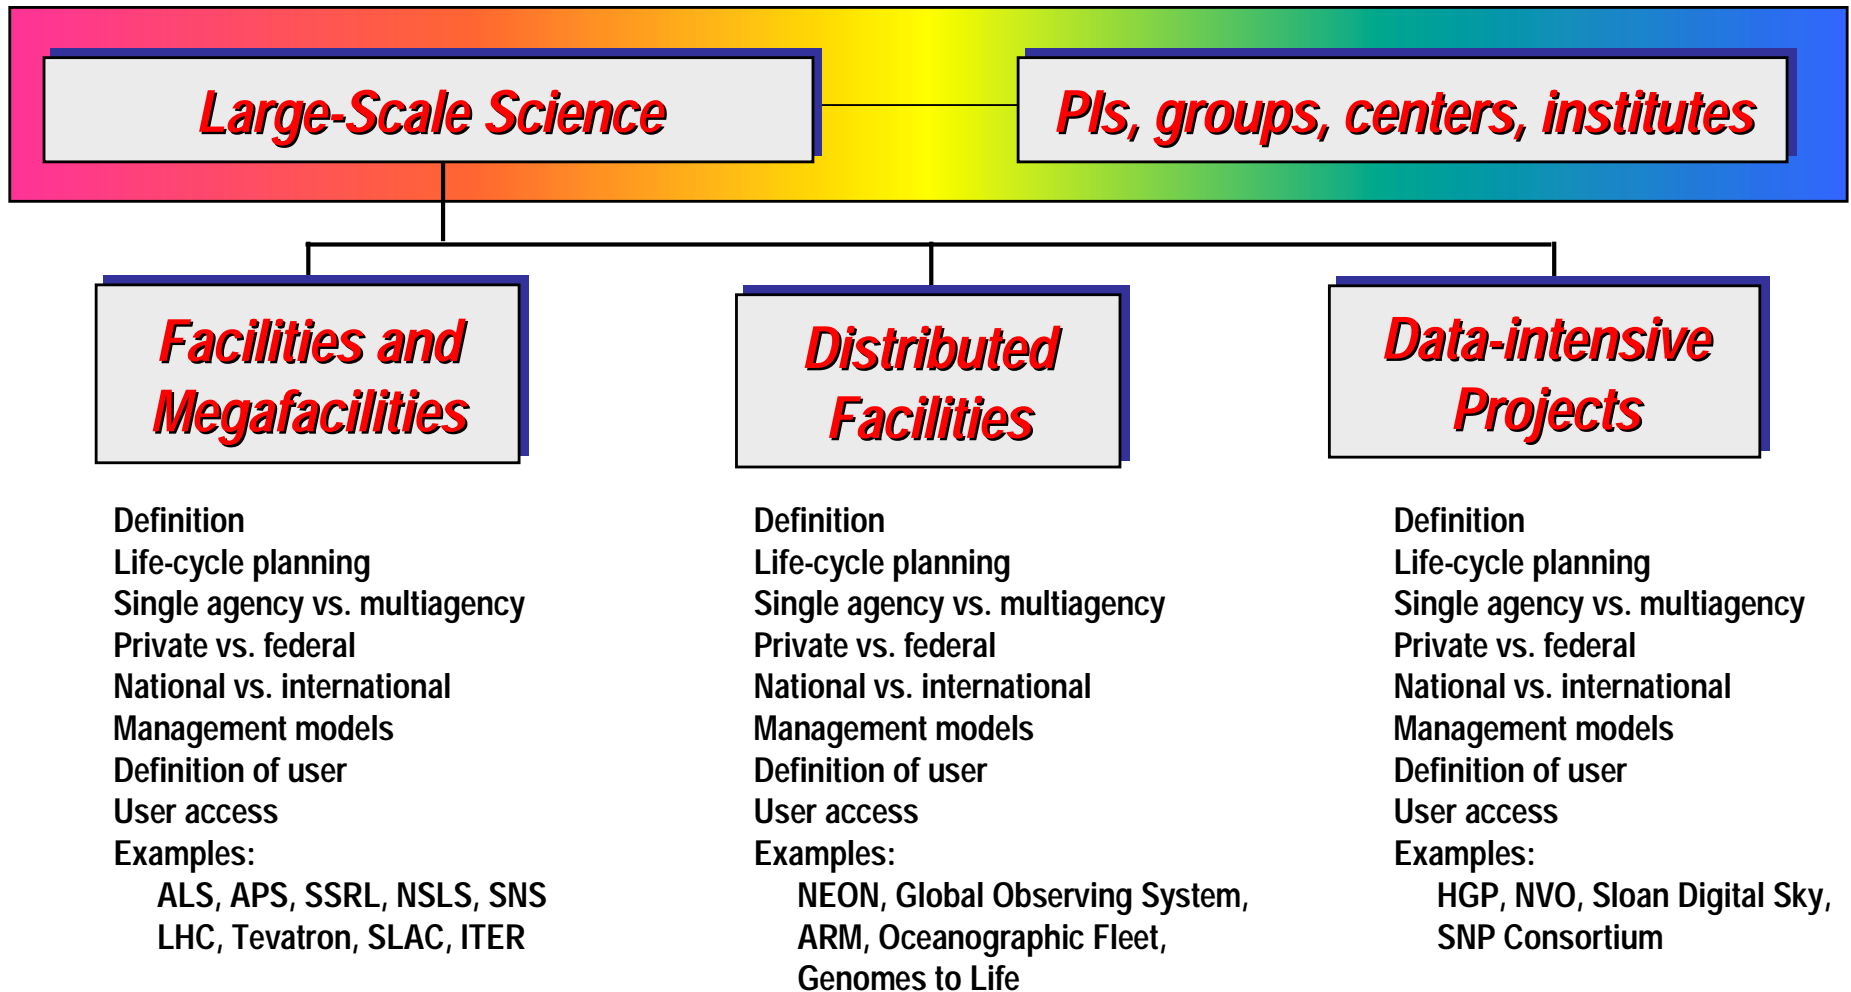 Large-Scale Science
PIs, groups, centers, institutes
Facilities and
Megafacilities
Definition
Life-cycle planning
Single agency vs. multiagency
Private vs. federal
National vs. international
Management models
Definition of user
User access
Examples:
ALS, APS, SSRL, NSLS, SNS
LHC, Tevatron, SLAC, ITER
Distributed
Facilities
Definition
Life-cycle planning
Single agency vs. multiagency
Private vs. federal
National vs. international
Management models
Definition of user
User access
Examples:
NEON, Global Observing System,
ARM, Oceanographic Fleet,
Genomes to Life
Data-intensive
Projects
Definition
Life-cycle planning
Single agency vs. multiagency
Private vs. federal
National vs. international
Management models
Definition of user
User access
Examples:
HGP, NVO, Sloan Digital Sky,
SNP Consortium